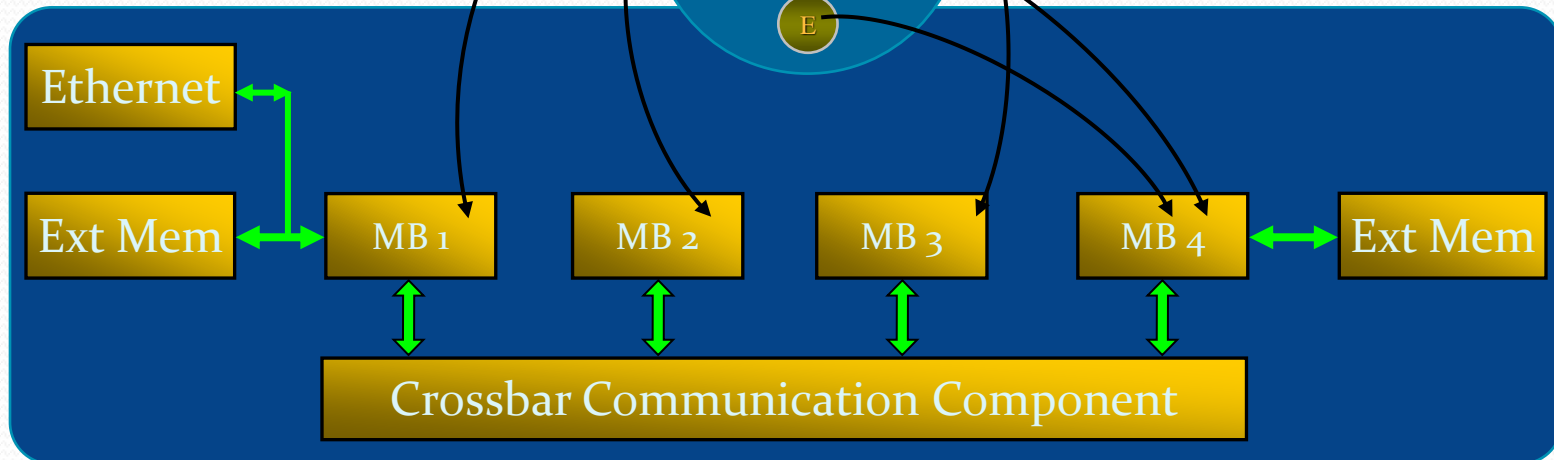 E
Ethernet
Ext Mem
MB 1
MB 2
MB 3
MB 4
Ext Mem
Crossbar Communication Component